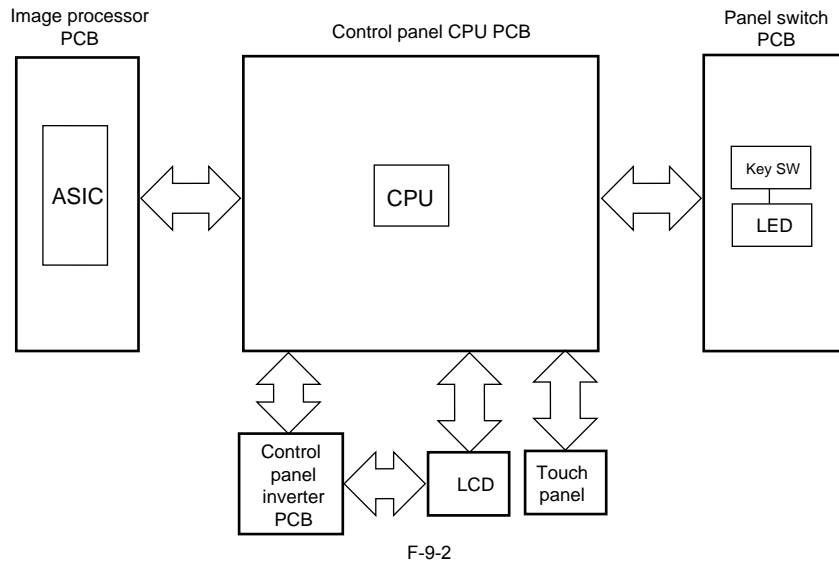 Image processor
PCB
Control panel CPU PCB
Panel switch
PCB
ASIC
CPU
Key SW
LED
Control
panel
inverter
PCB
LCD
Touch
panel
F-9-2